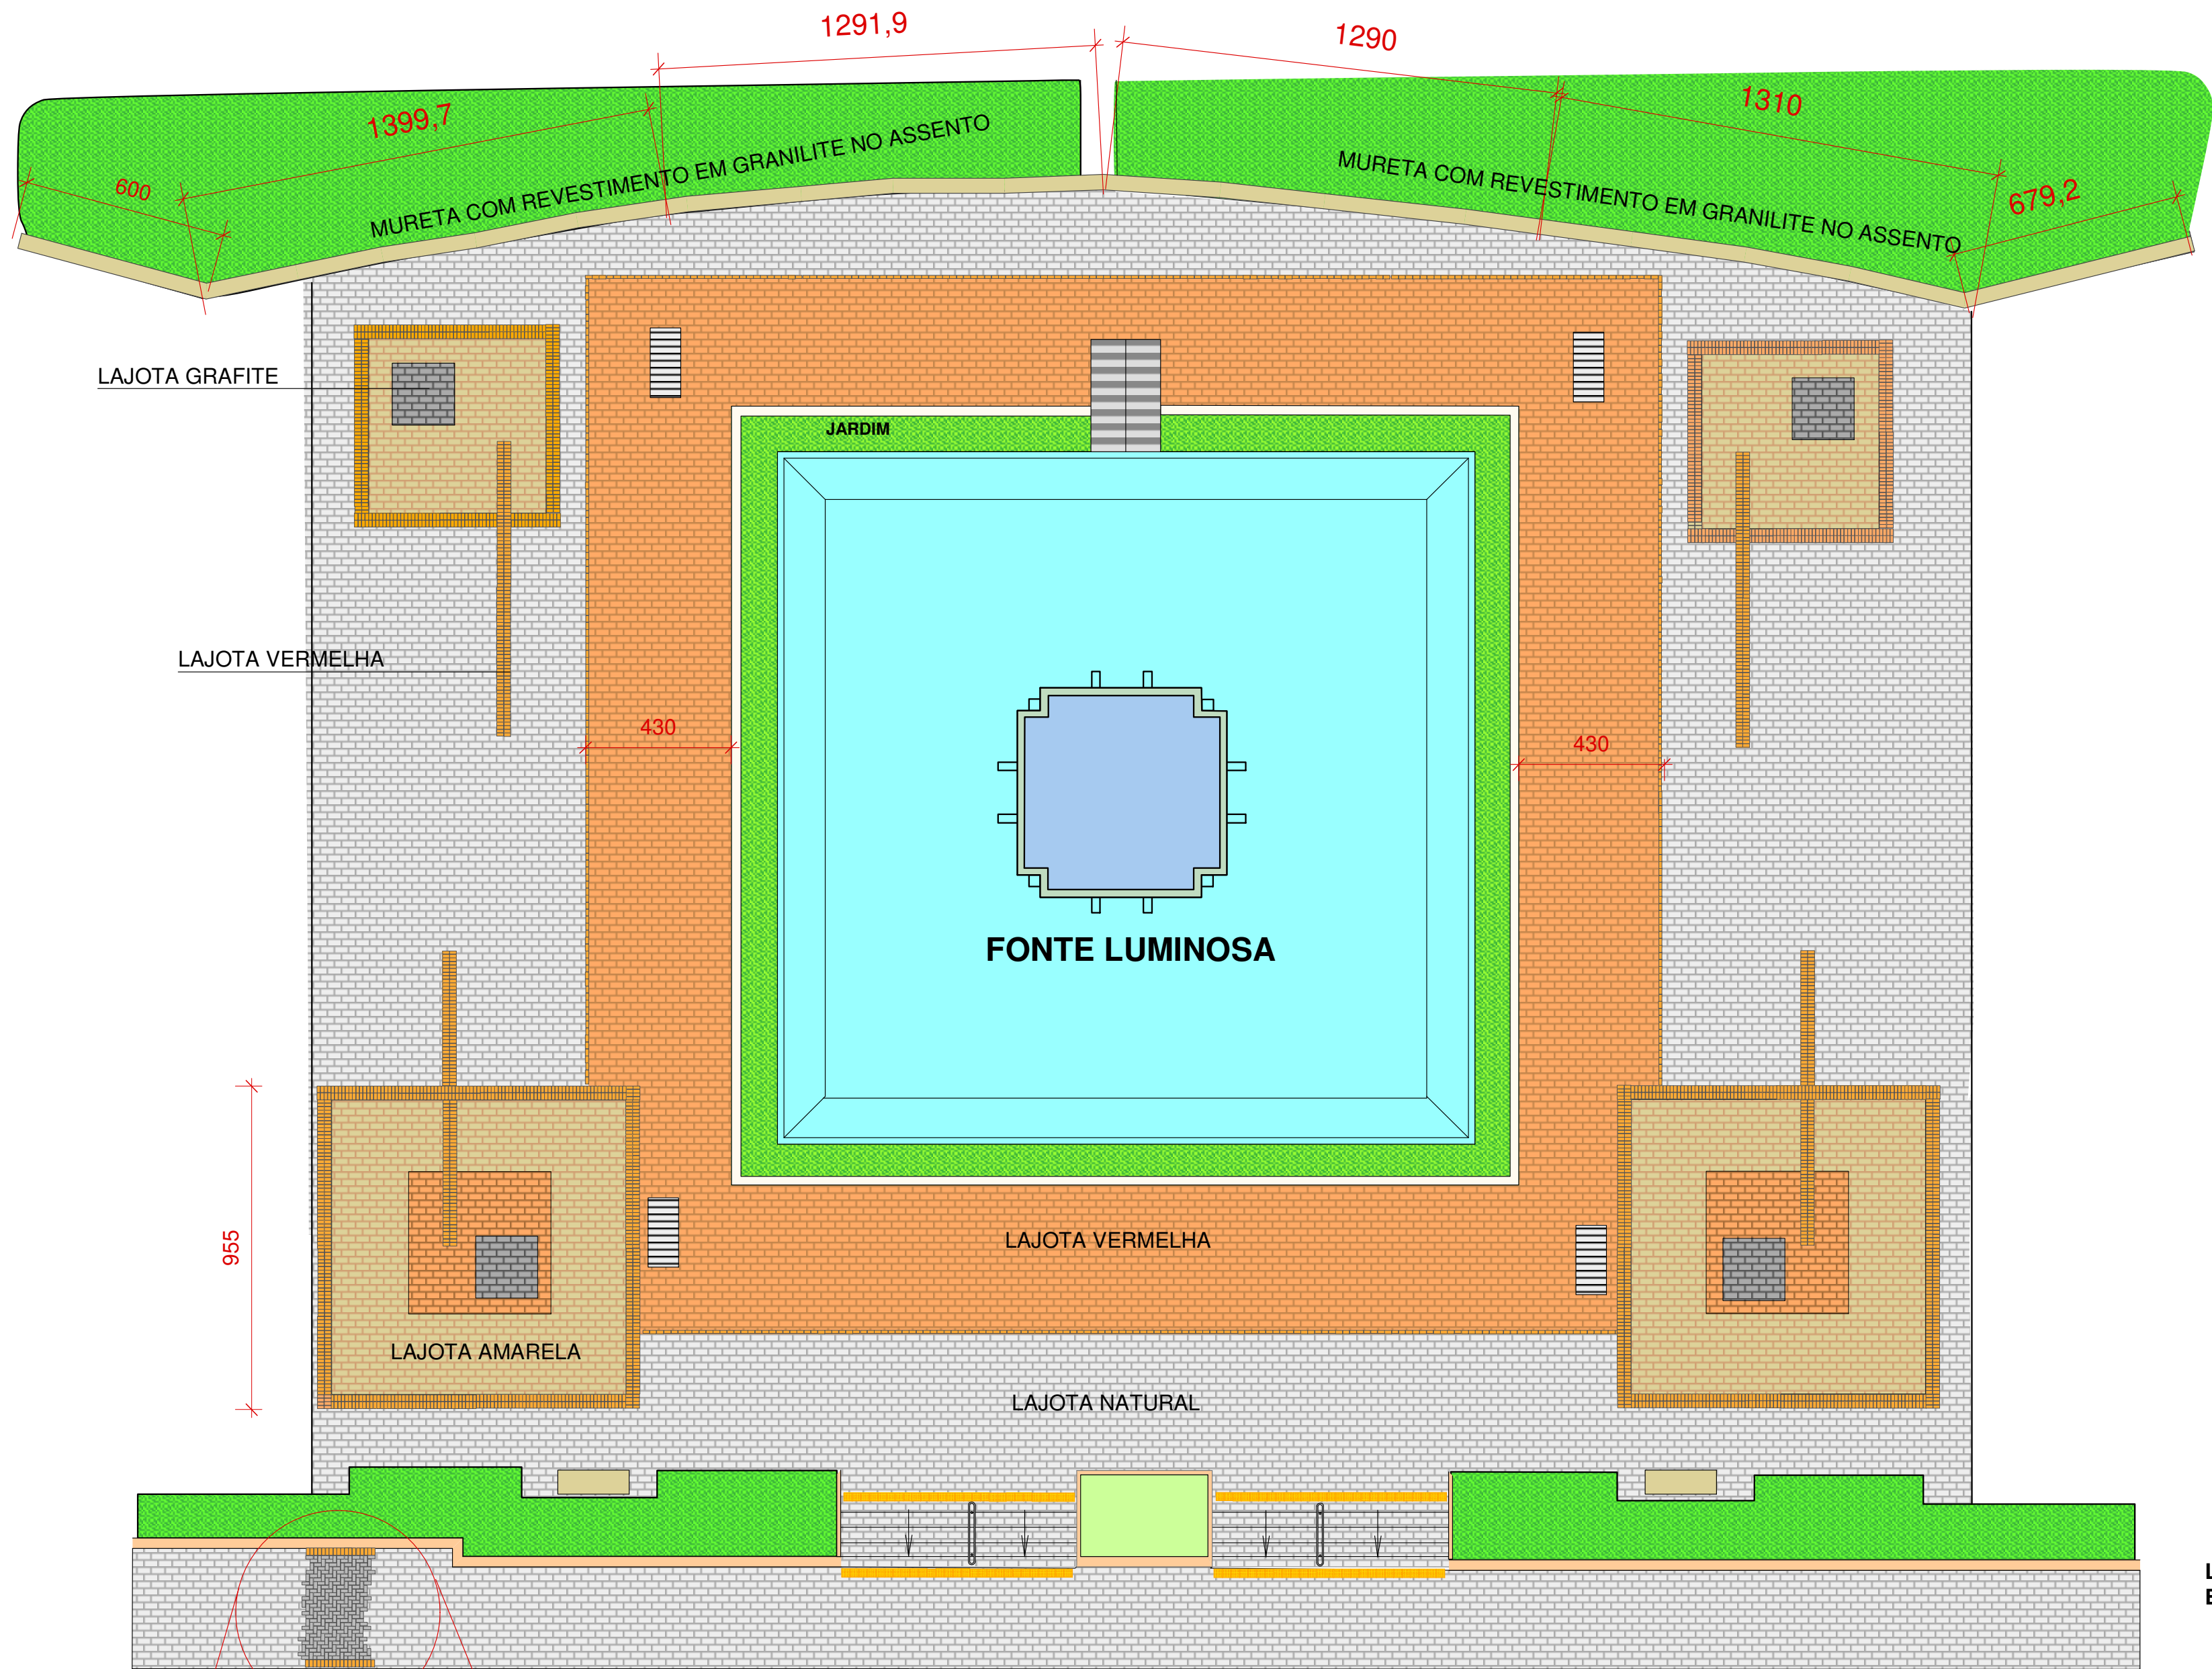 1291,9
1290
1399,7
1310
600
679,2
MURETA COM REVESTIMENTO EM GRANILITE NO ASSENTO
MURETA COM REVESTIMENTO EM GRANILITE NO ASSENTO
LAJOTA GRAFITE
JARDIM
LAJOTA VERMELHA
430
430
FONTE LUMINOSA
955
LAJOTA VERMELHA
LAJOTA AMARELA
LAJOTA NATURAL